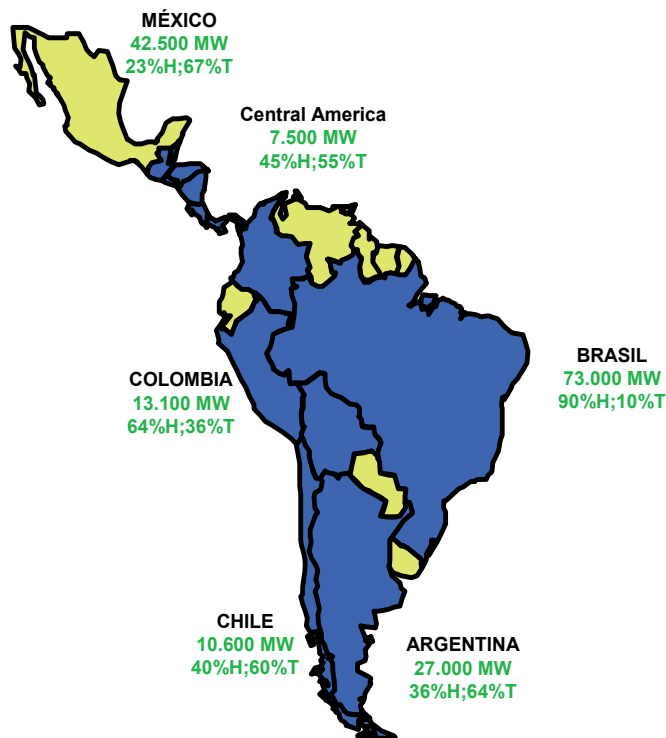 MÉXICO
42.500 MW
23%H;67%T
Central America
7.500 MW
45%H;55%T
BRASIL
73.000 MW
90%H;10%T
COLOMBIA
13.100 MW
64%H;36%T
CHILE
10.600 MW
40%H;60%T
ARGENTINA
27.000 MW
36%H;64%T